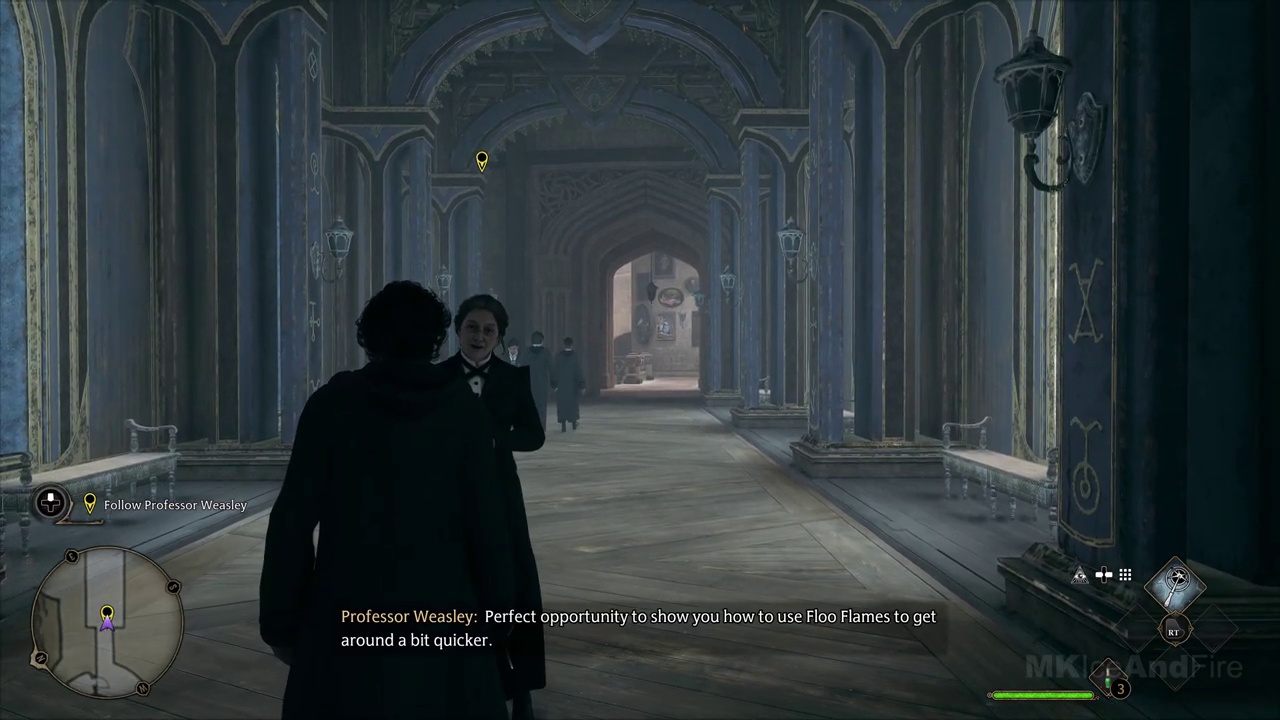 Follow Professor Weasley
Professor Weasley: Perfect opportunity to show you how to use Floo Flames to get
around a bit quicker.
RT
MKIceAndFire
3